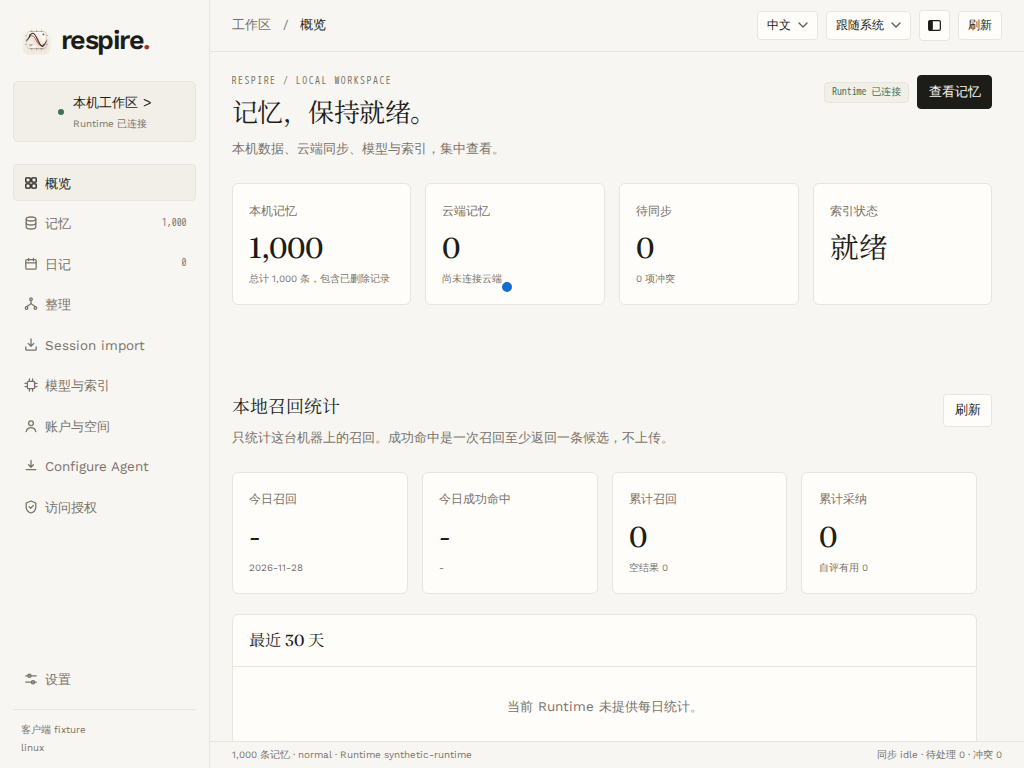 respire.
本机工作区 >
Runtime 已连接
概览
记忆 1,000
日记 0
整理
Session import
模型与索引
账户与空间
Configure Agent
访问授权
设置
客户端 fixture
linux
工作区 / 概览
中文
跟随系统
刷新
RESPIRE / LOCAL WORKSPACE
记忆，保持就绪。
本机数据、云端同步、模型与索引，集中查看。
Runtime 已连接
查看记忆
本机记忆
1,000
总计 1,000 条，包含已删除记录
云端记忆
0
尚未连接云端
待同步
0
0 项冲突
索引状态
就绪
本地召回统计
只统计这台机器上的召回。成功命中是一次召回至少返回一条候选，不上传。
刷新
今日召回
-
2026-11-28
今日成功命中
-
-
累计召回
0
空结果 0
累计采纳
0
自评有用 0
最近 30 天
当前 Runtime 未提供每日统计。
1,000 条记忆 · normal · Runtime synthetic-runtime
同步 idle · 待处理 0 · 冲突 0